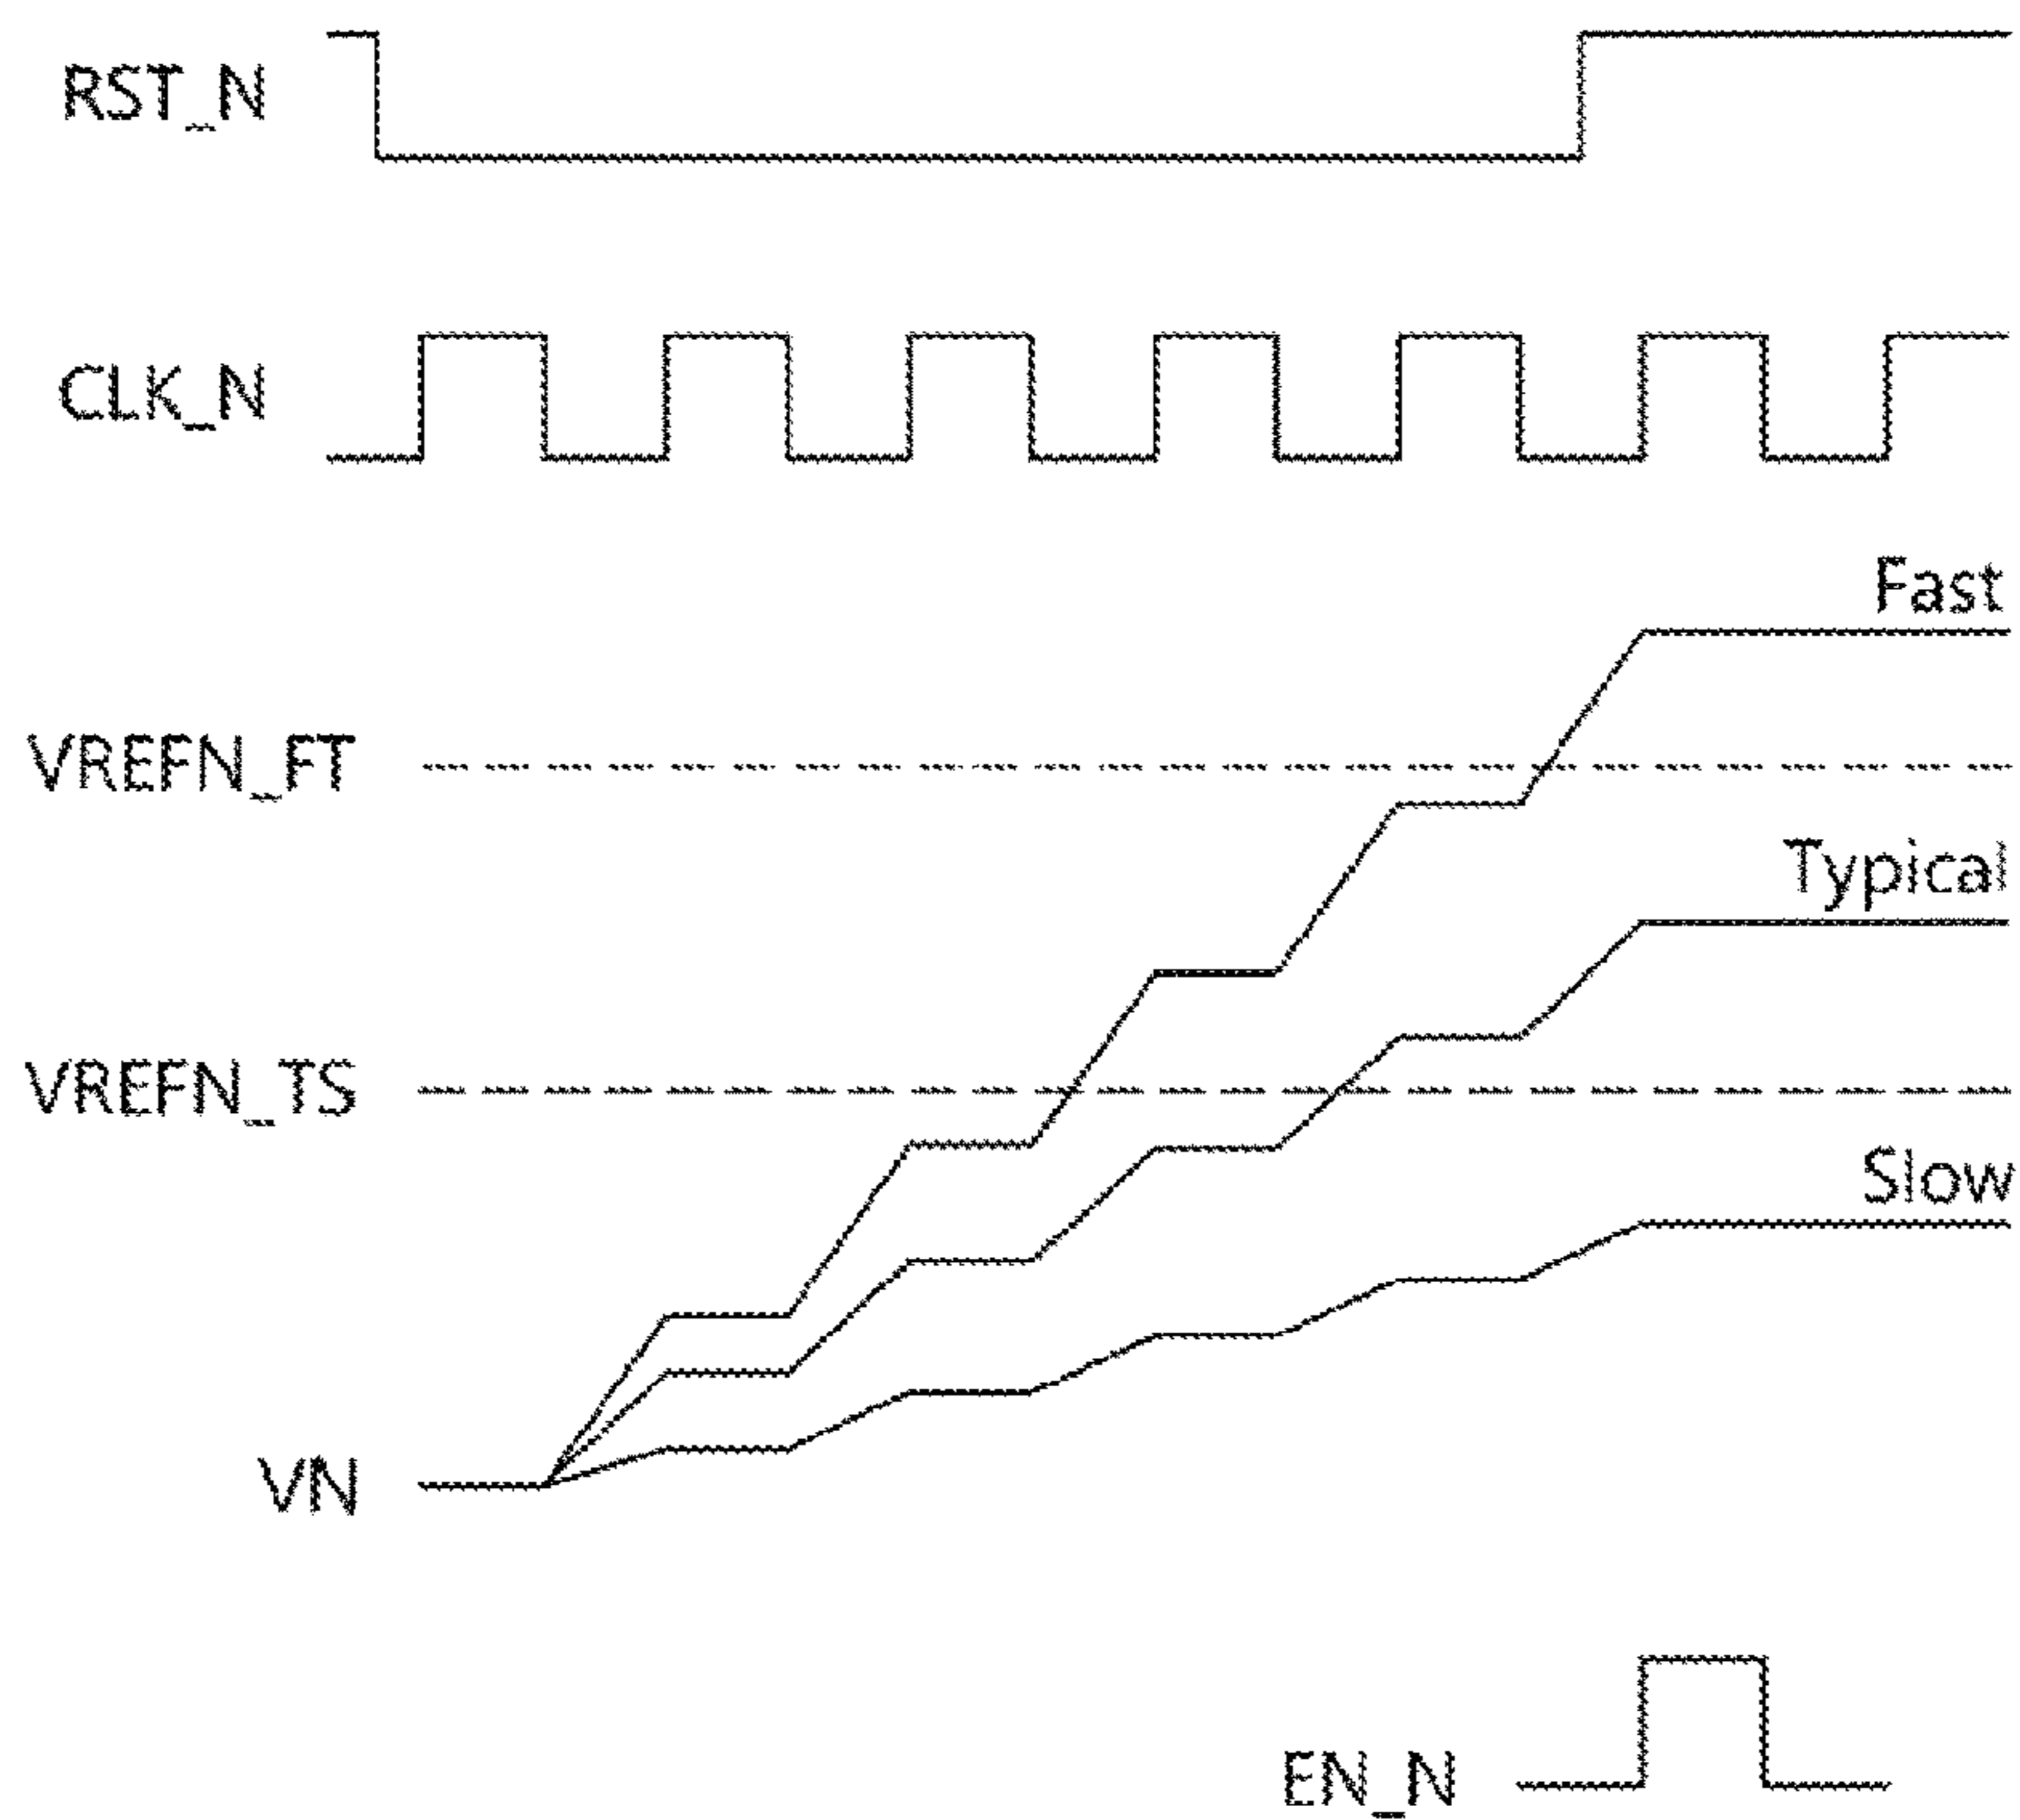 RST_N
CLK_N
Fast
VREFN_FT
Typical
VREFN_TS
Slow
VN
EN_N